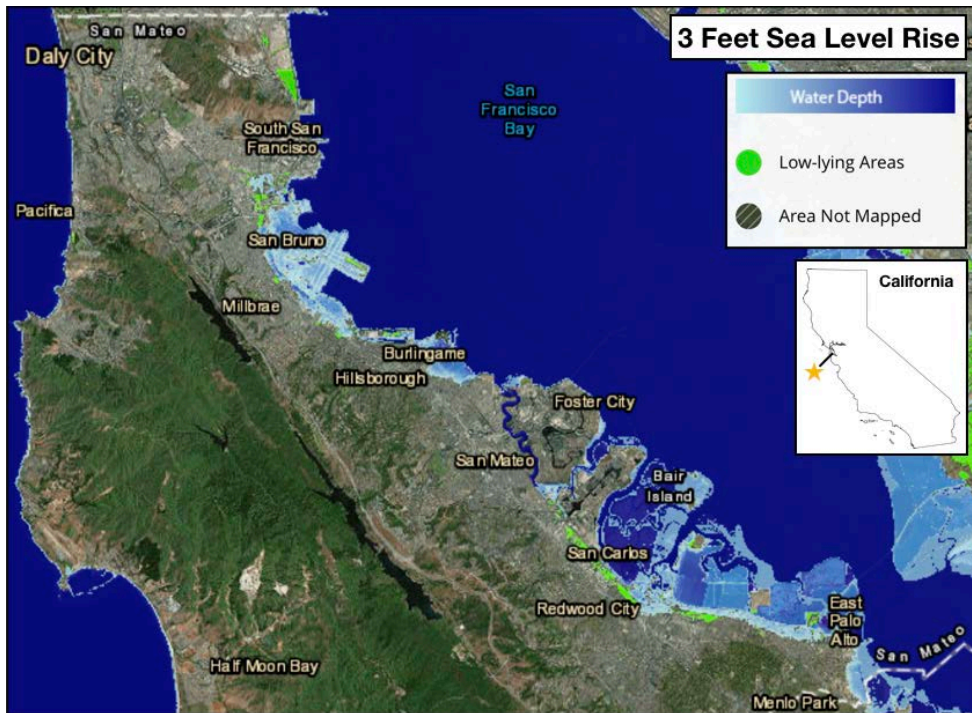 3 Feet Sea Level Rise
Water Depth
Low-lying Areas
Area Not Mapped
California
San Mateo
Daly City
San
Francisco
Bay
South San
Francisco
Pacifica
San Bruno
Millbrae
Burlingame
Hillsborough
Foster City
San Mateo
Bair
Island
San Carlos
Redwood City
East
Palo
Alto
San Mateo
Half Moon Bay
Menlo Park